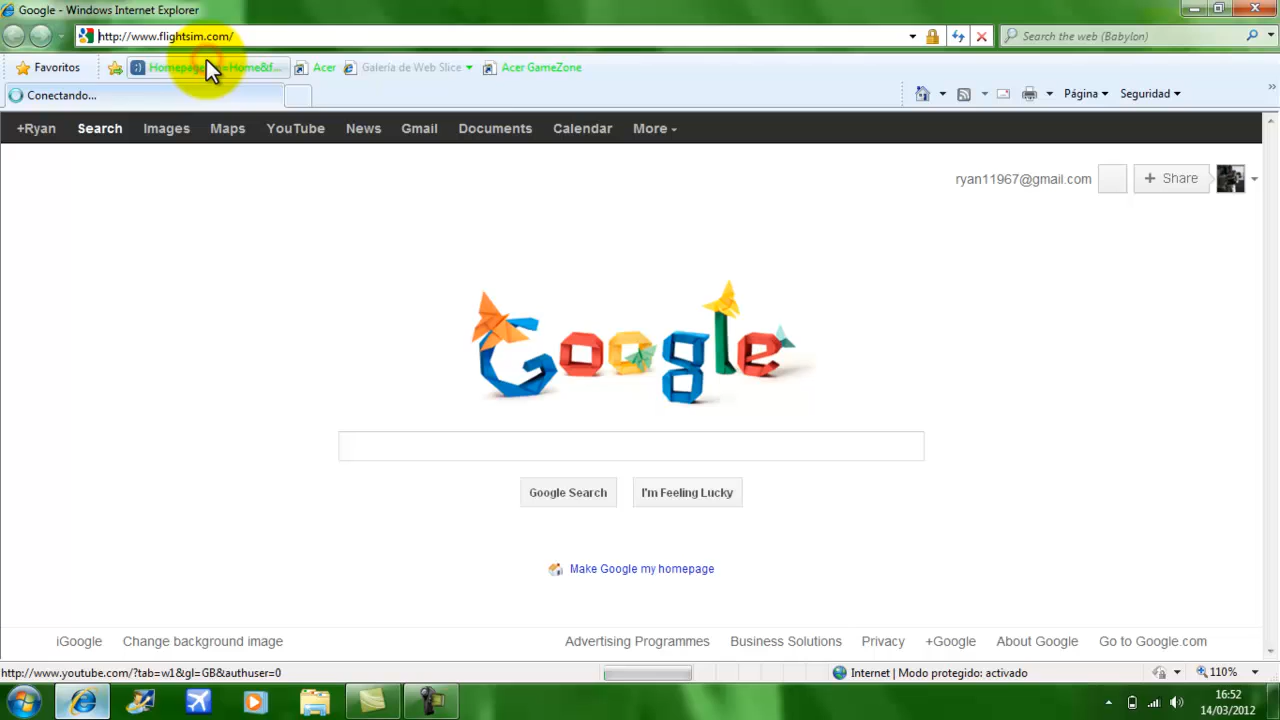 Google - Windows Internet Explorer
http://www.flightsim.com/
Search the web (Babylon)
Favoritos
Acer
Galería de Web Slice
Acer GameZone
Conectando...
Página
Seguridad
+Ryan Search Images Maps YouTube News Gmail Documents Calendar More
ryan11967@gmail.com
+ Share
Google
Google Search
I'm Feeling Lucky
Make Google my homepage
iGoogle Change background image Advertising Programmes Business Solutions Privacy +Google About Google Go to Google.com
http://www.youtube.com/?tab=w1&gl=GB&authuser=0
Internet | Modo protegido: activado
110%
16:52
14/03/2012